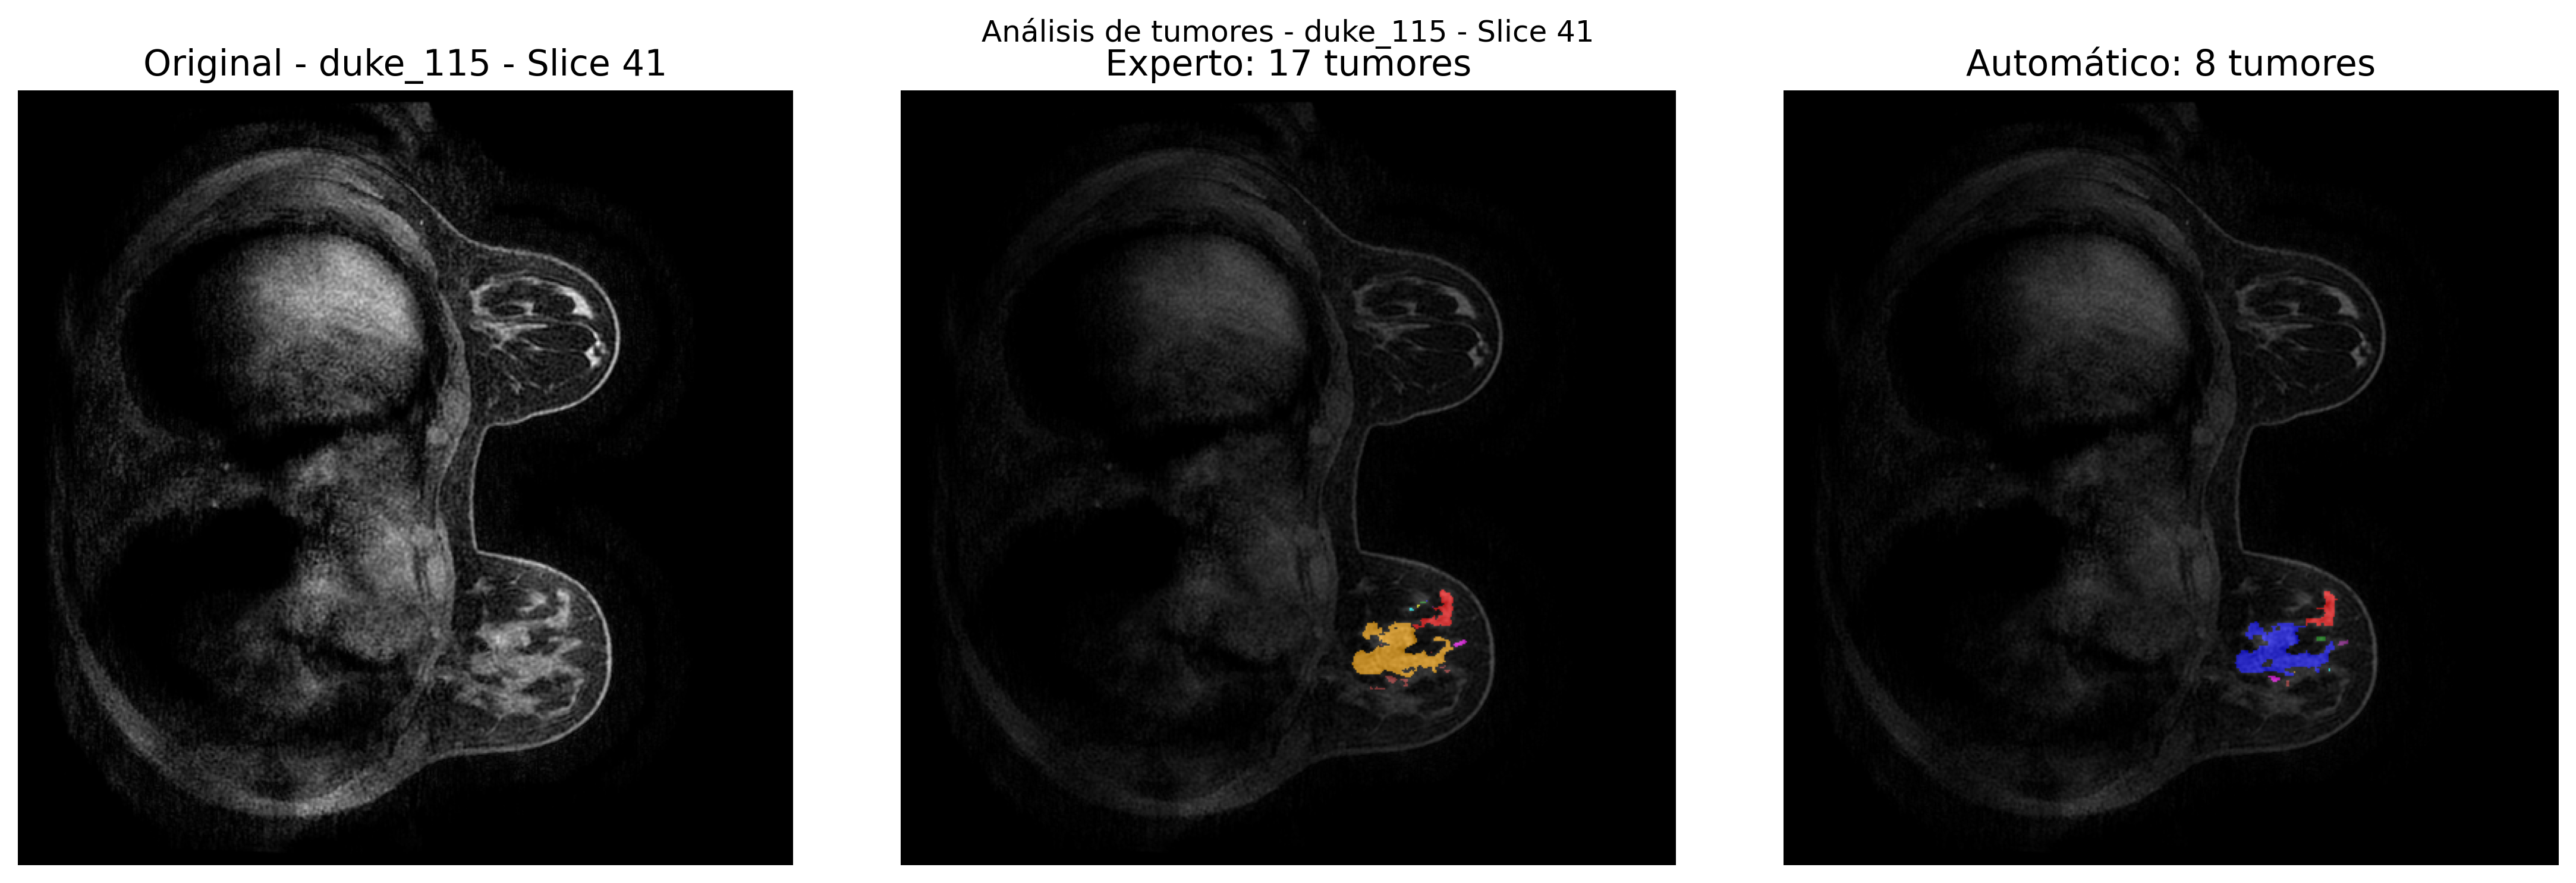 Análisis de tumores - duke_115 - Slice 41
Original - duke_115 - Slice 41
Experto: 17 tumores
Automático: 8 tumores